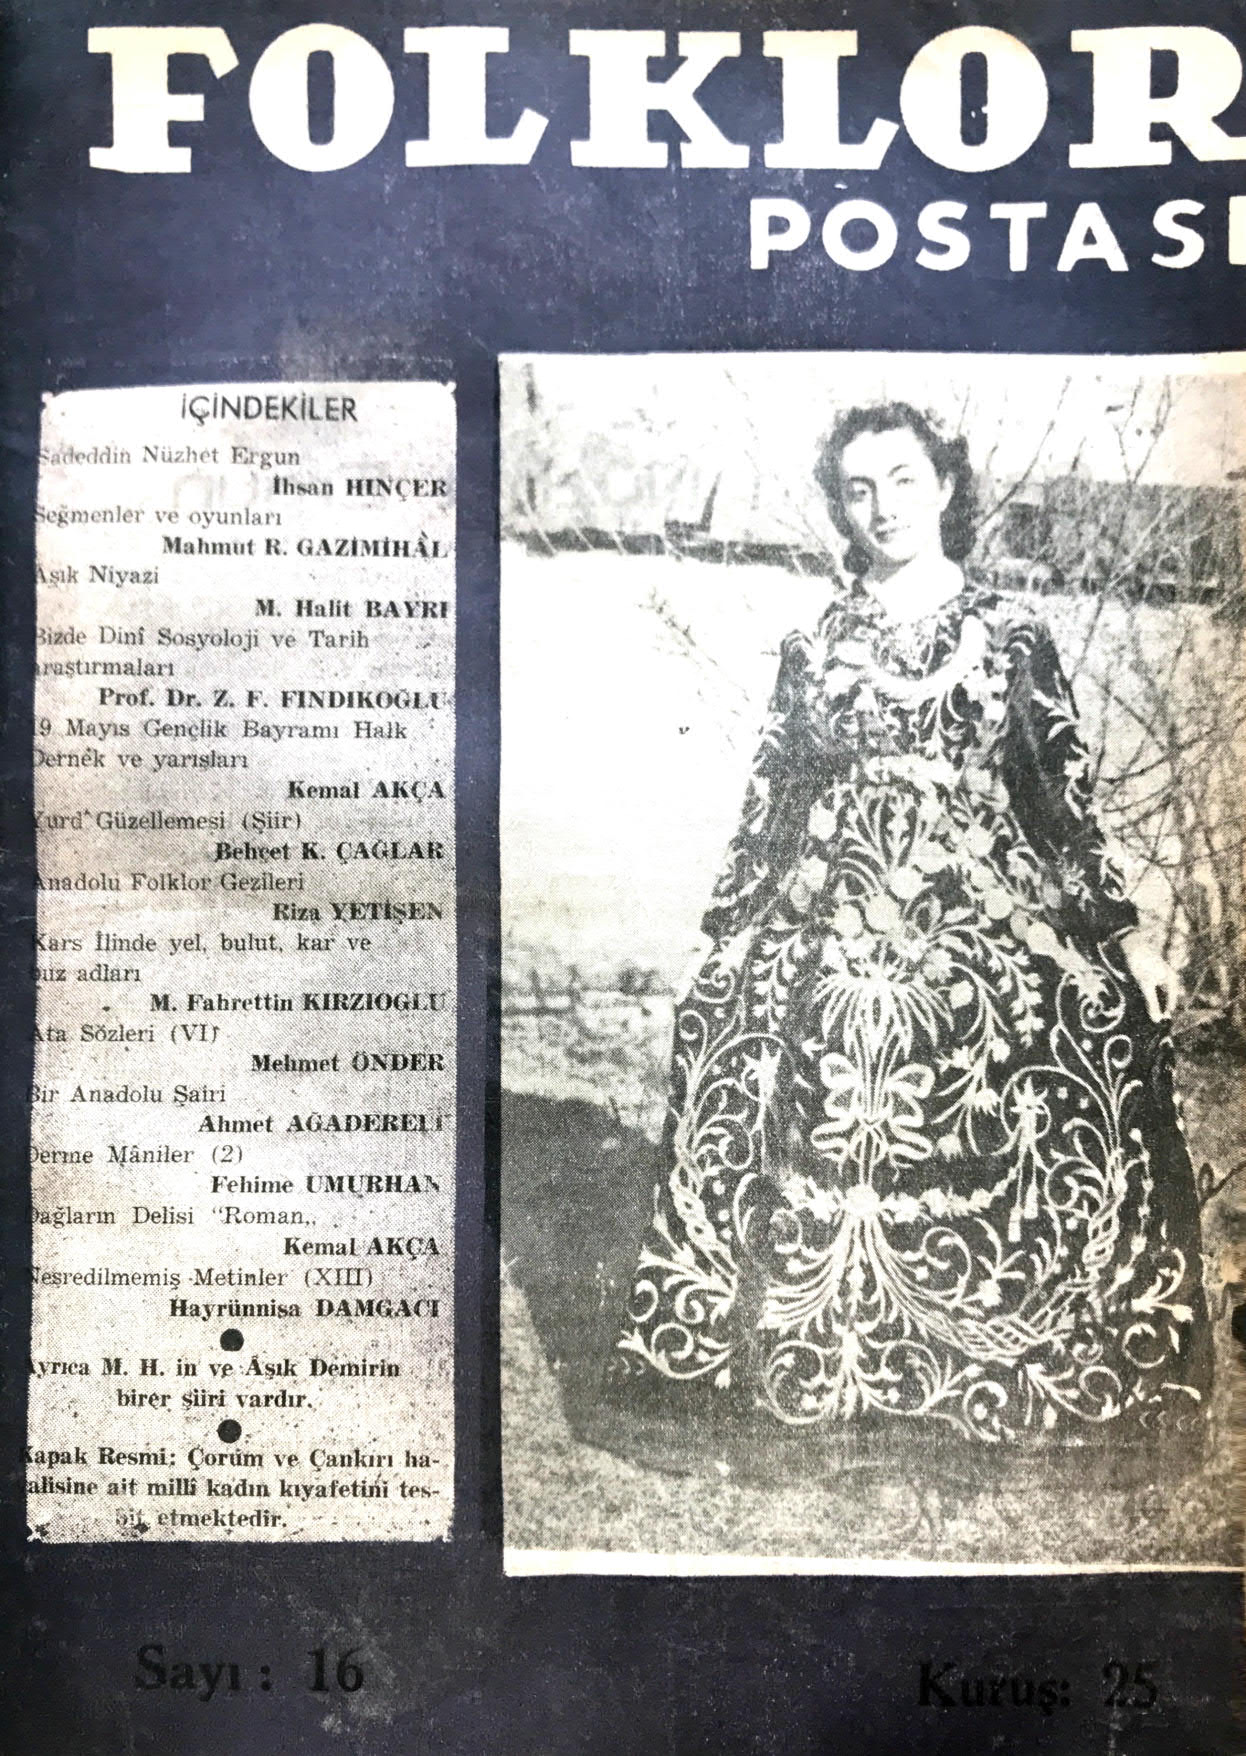 FOLKLOR
POSTASI
İÇİNDEKİLER
Sadeddin Nüzhet Ergun
İhsan HINÇER
Seğmenler ve oyunları
Mahmut R. GAZİMİHÂL
Aşık Niyazi
M. Halit BAYRI
Bizde Dinî Sosyoloji ve Tarih
araştırmaları
Prof. Dr. Z. F. FINDIKOĞLU
19 Mayıs Gençlik Bayramı Halk
Dernek ve yarışları
Kemal AKÇA
Yurd Güzellemesi (Şiir)
Behçet K. ÇAĞLAR
Anadolu Folklor Gezileri
Riza YETİŞEN
Kars İlinde yel, bulut, kar ve
buz adları
M. Fahrettin KIRZIOĞLU
Ata Sözleri (VI)
Mehmet ÖNDER
Bir Anadolu Şairi
Ahmet AĞADERELİ
Derme Mâniler (2)
Fehime UMURHAN
Dağların Delisi “Roman„
Kemal AKÇA
Neşredilmemiş Metinler (XIII)
Hayrünnisa DAMGACI
Ayrıca M. H. in ve Âşık Demirin
birer şiiri vardır.
Kapak Resmi: Çorum ve Çankırı ha-
valisine ait millî kadın kıyafetini tes-
bit etmektedir.
Sayı : 16
Kuruş: 25